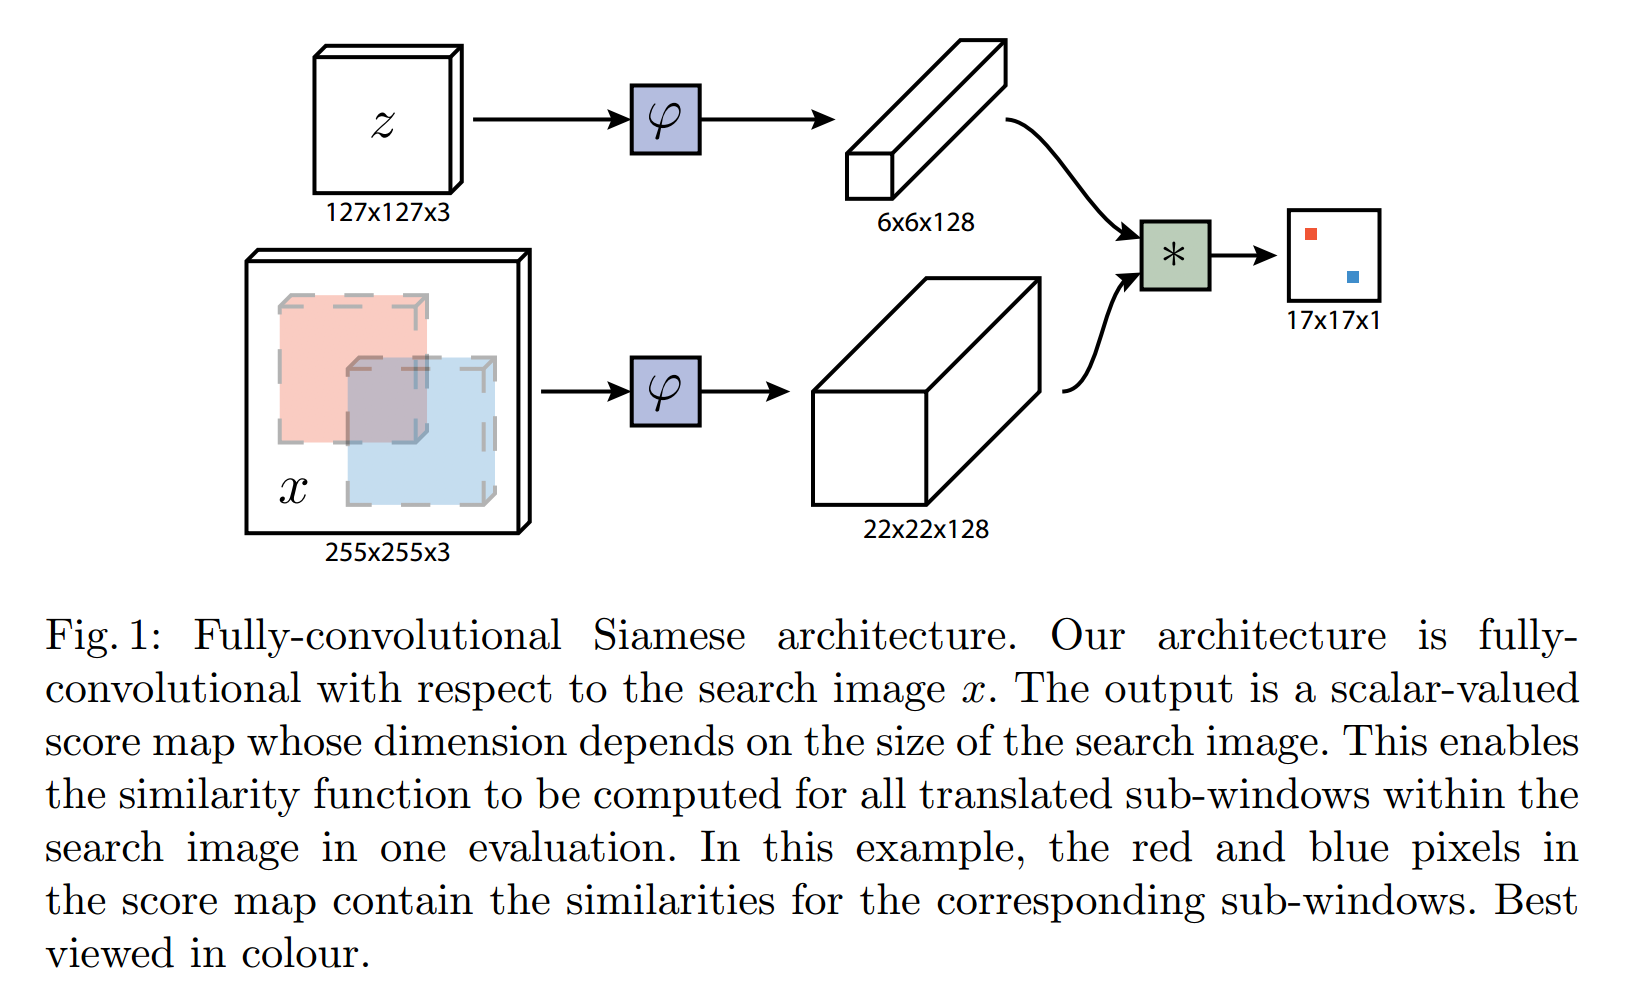 z
127x127x3
φ
6x6x128
x
255x255x3
φ
22x22x128
*
17x17x1
Fig. 1: Fully-convolutional Siamese architecture. Our architecture is fully-
convolutional with respect to the search image x. The output is a scalar-valued
score map whose dimension depends on the size of the search image. This enables
the similarity function to be computed for all translated sub-windows within the
search image in one evaluation. In this example, the red and blue pixels in
the score map contain the similarities for the corresponding sub-windows. Best
viewed in colour.